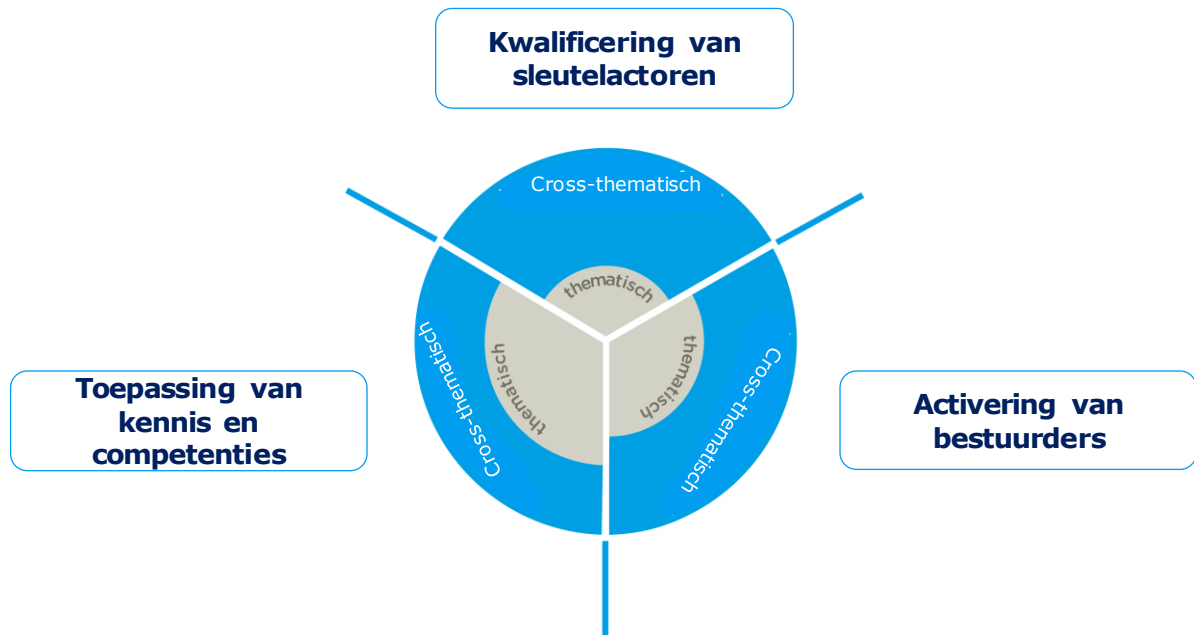 Kwalificering van
sleutelactoren
Cross-thematisch
thematisch
Cross-thematisch
thematisch
thematisch
Cross-thematisch
Toepassing van
kennis en
competenties
Activering van
bestuurders